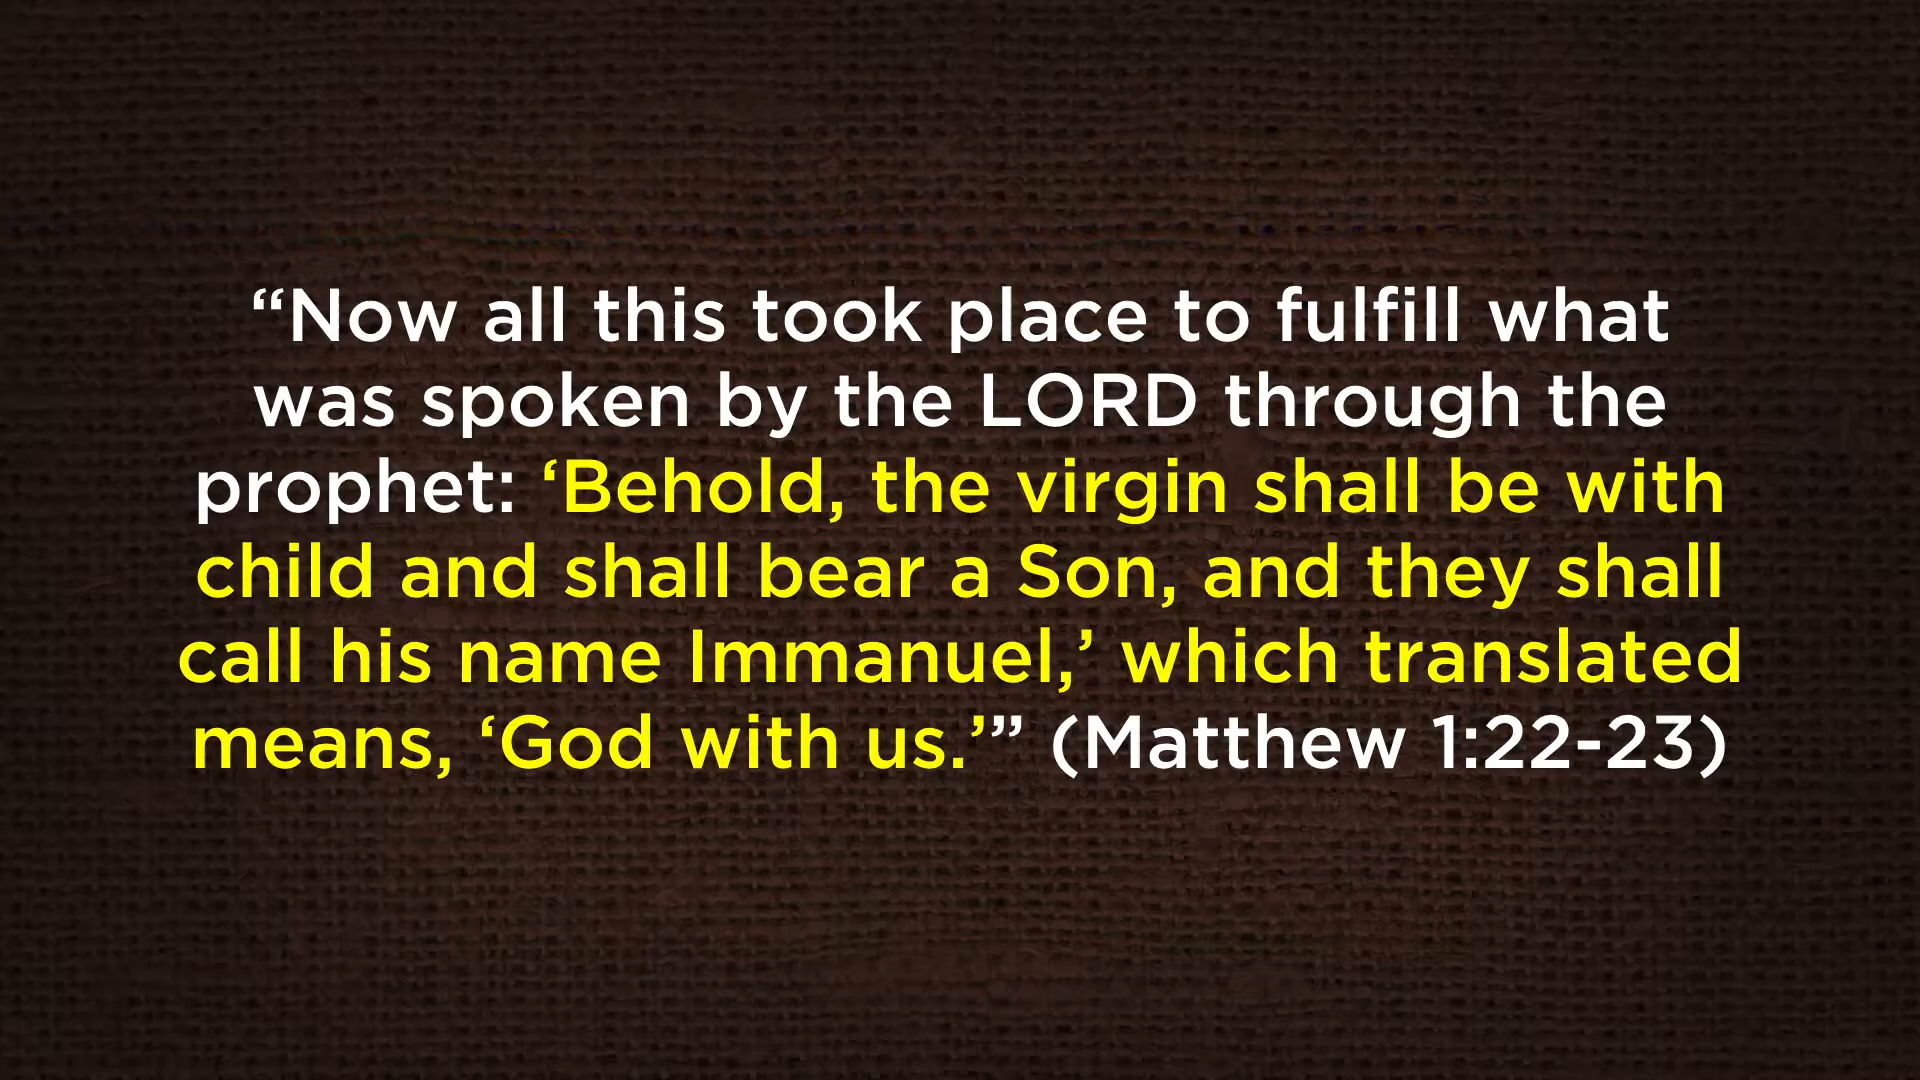 “Now all this took place to fulfill what
was spoken by the LORD through the
prophet: ‘Behold, the virgin shall be with
child and shall bear a Son, and they shall
call his name Immanuel,’ which translated
means, ‘God with us.’” (Matthew 1:22-23)